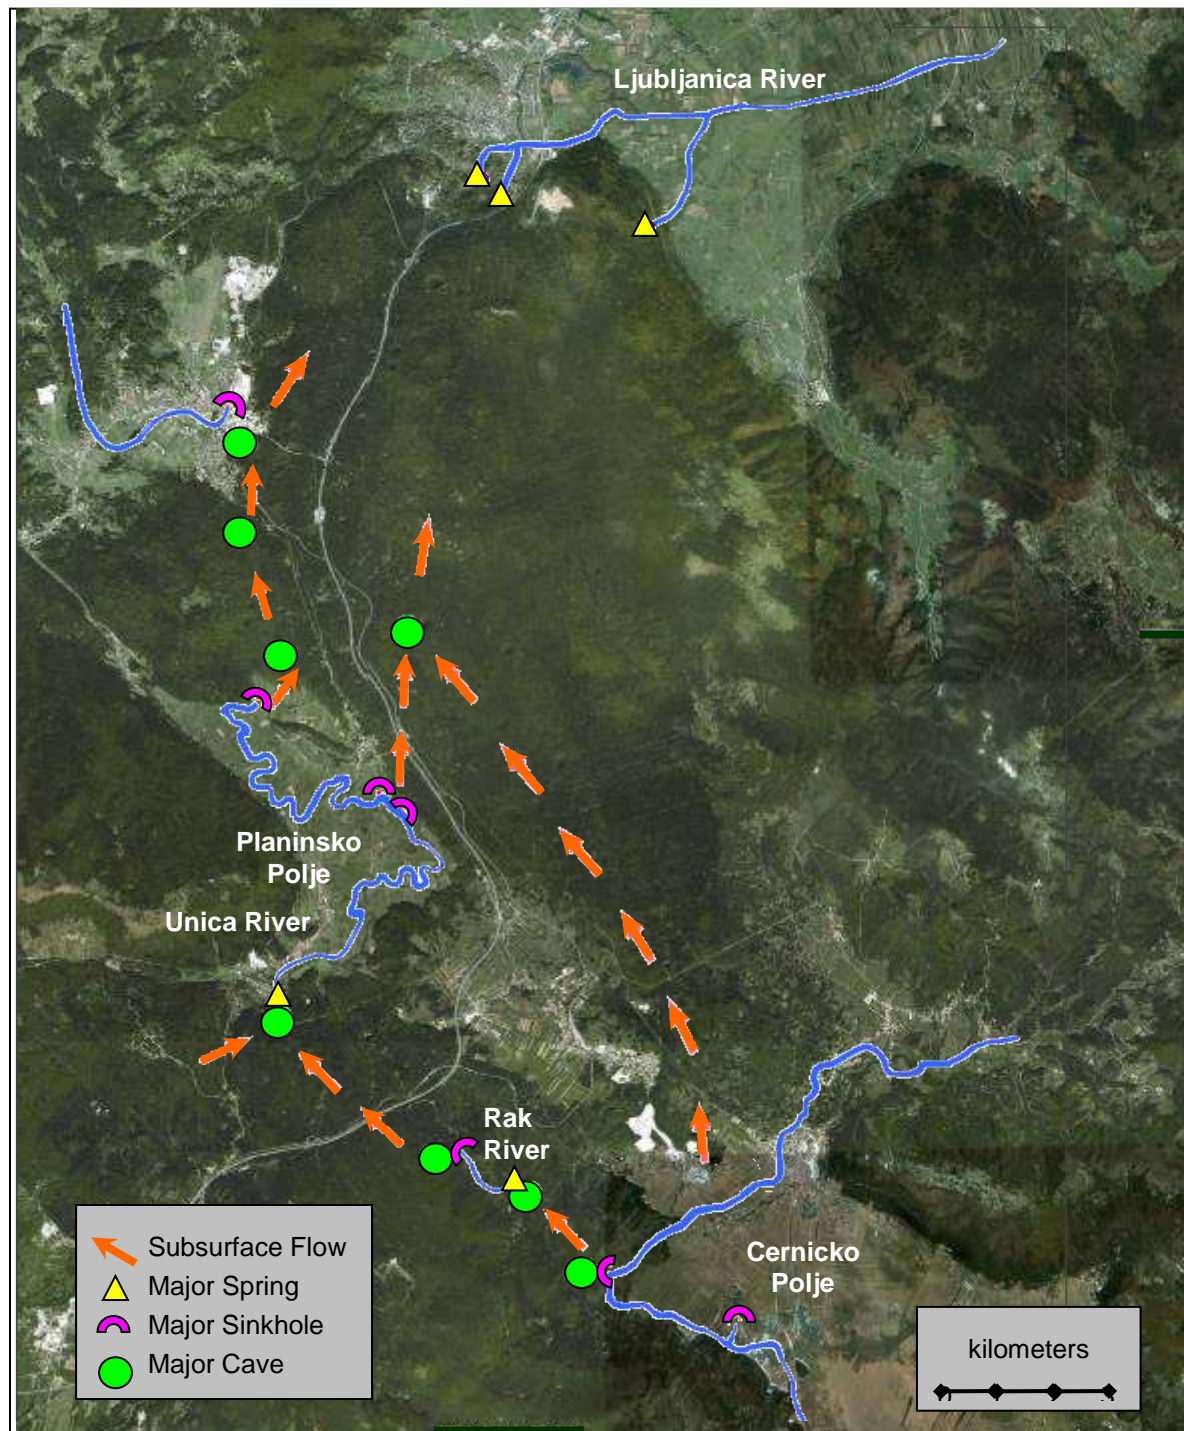 Ljubljanica River
Planinsko
Polje
Unica River
Rak
River
Cernicko
Polje
Subsurface Flow
Major Spring
Major Sinkhole
Major Cave
kilometers